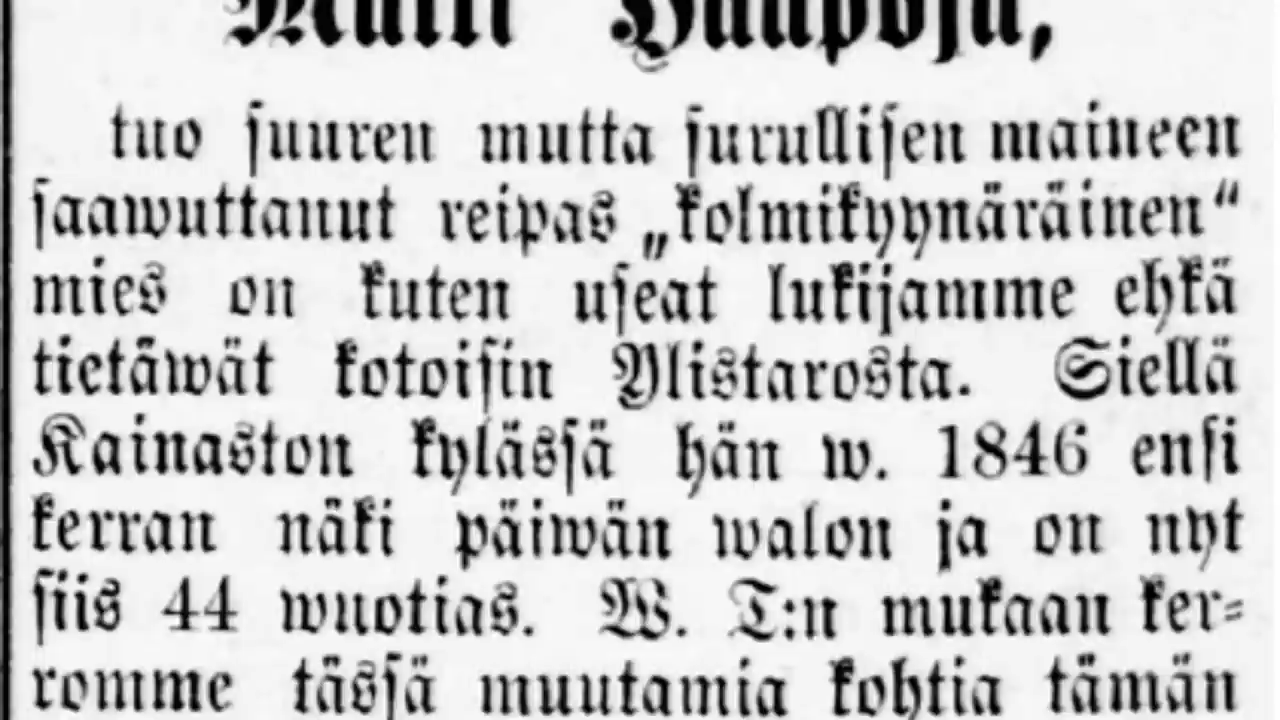 Matti Haapoja,
tuo suuren mutta surullisen maineen
saawuttanut reipas „kolmikyynäräinen“
mies on kuten useat lukijamme ehkä
tietäwät kotoisin Ylistarosta. Siellä
Kainaston kylässä hän w. 1846 ensi
kerran näki päiwän walon ja on nyt
siis 44 wuotias. W. T:n mukaan ker-
romme tässä muutamia kohtia tämän